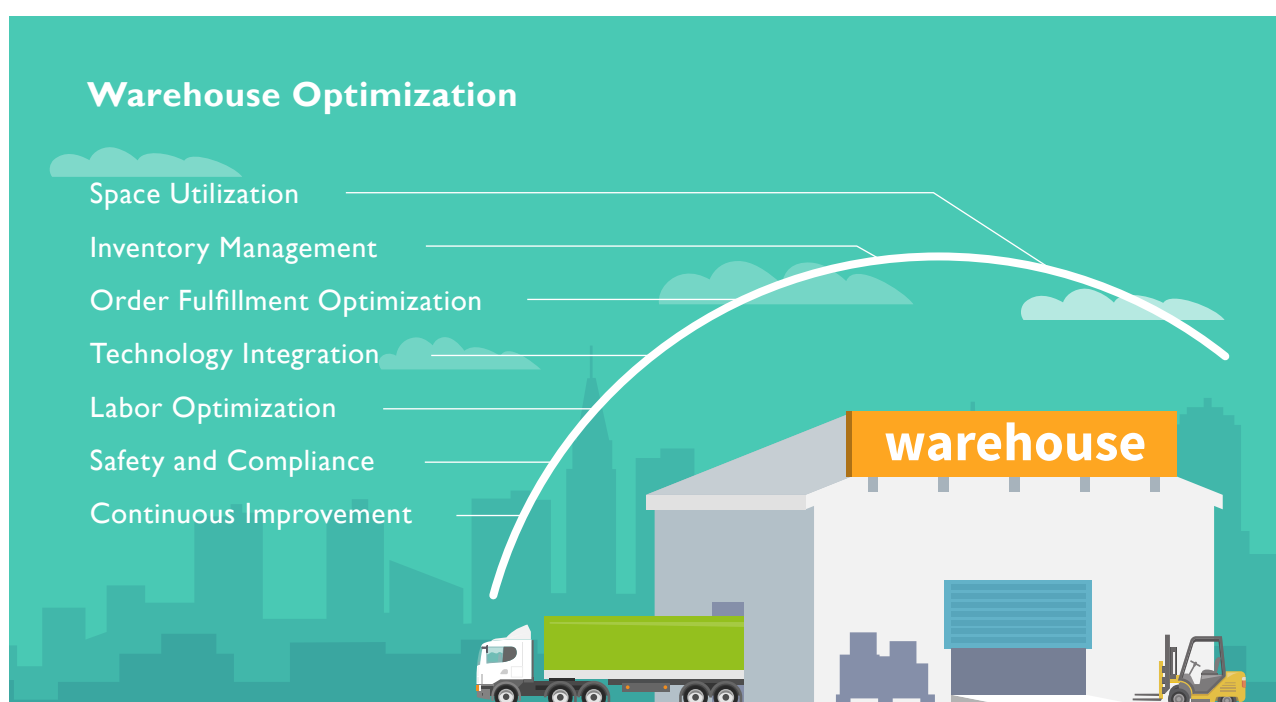 Warehouse Optimization
Space Utilization
Inventory Management
Order Fulfillment Optimization
Technology Integration
Labor Optimization
Safety and Compliance
Continuous Improvement
warehouse